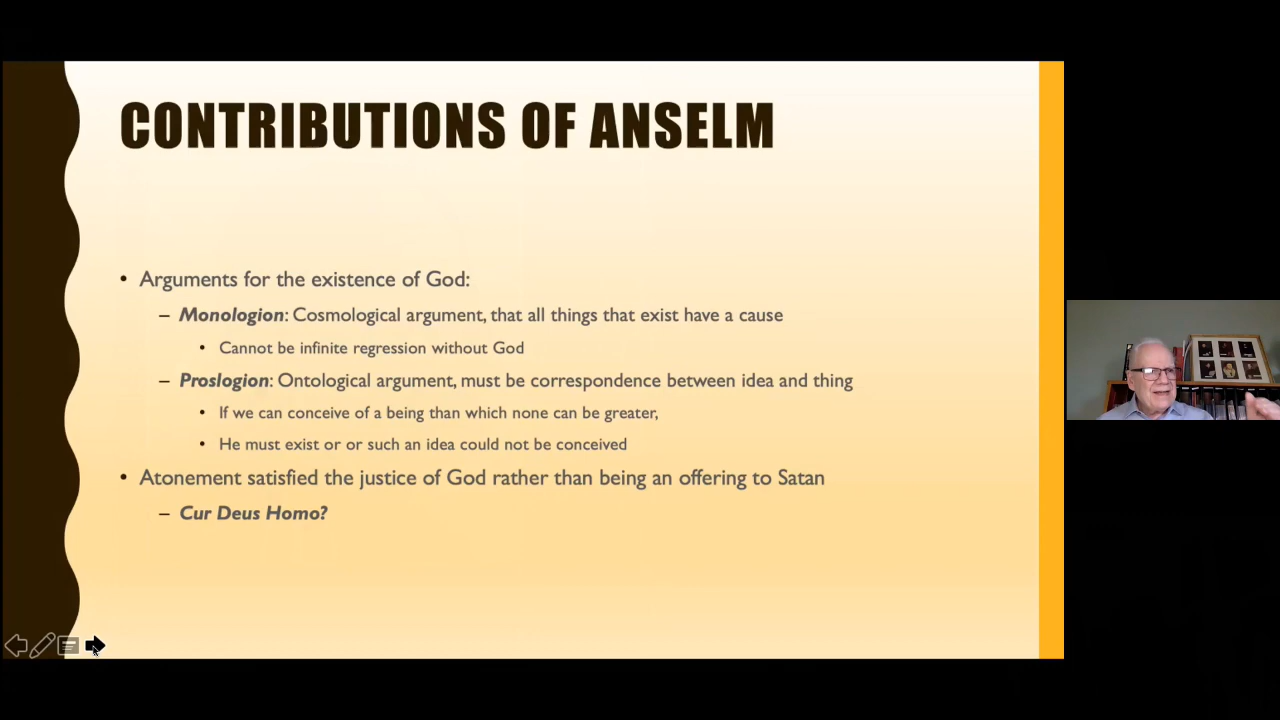 CONTRIBUTIONS OF ANSELM
• Arguments for the existence of God:
– Monologion: Cosmological argument, that all things that exist have a cause
• Cannot be infinite regression without God
– Proslogion: Ontological argument, must be correspondence between idea and thing
• If we can conceive of a being than which none can be greater,
• He must exist or or such an idea could not be conceived
• Atonement satisfied the justice of God rather than being an offering to Satan
– Cur Deus Homo?